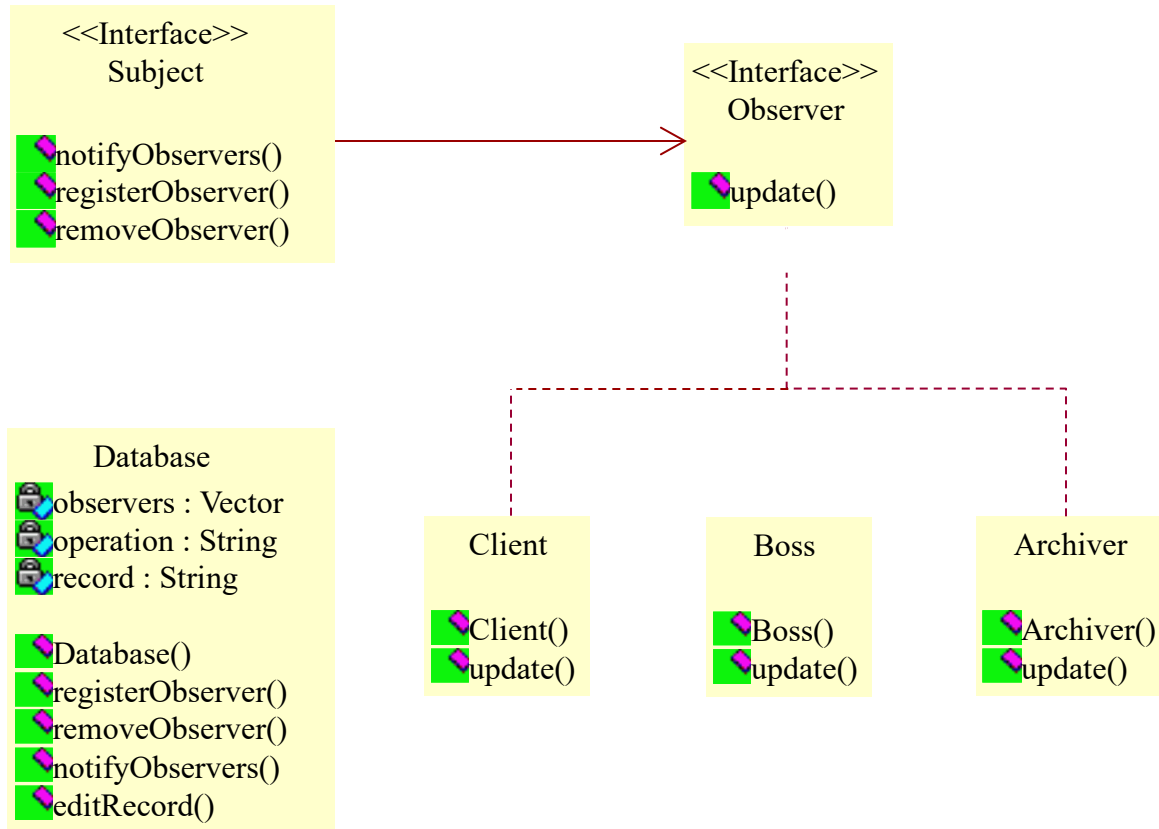 <<Interface>>
Subject
notifyObservers()
registerObserver()
removeObserver()
<<Interface>>
Observer
update()
Database
observers : Vector
operation : String
record : String
Database()
registerObserver()
removeObserver()
notifyObservers()
editRecord()
Client
Client()
update()
Boss
Boss()
update()
Archiver
Archiver()
update()